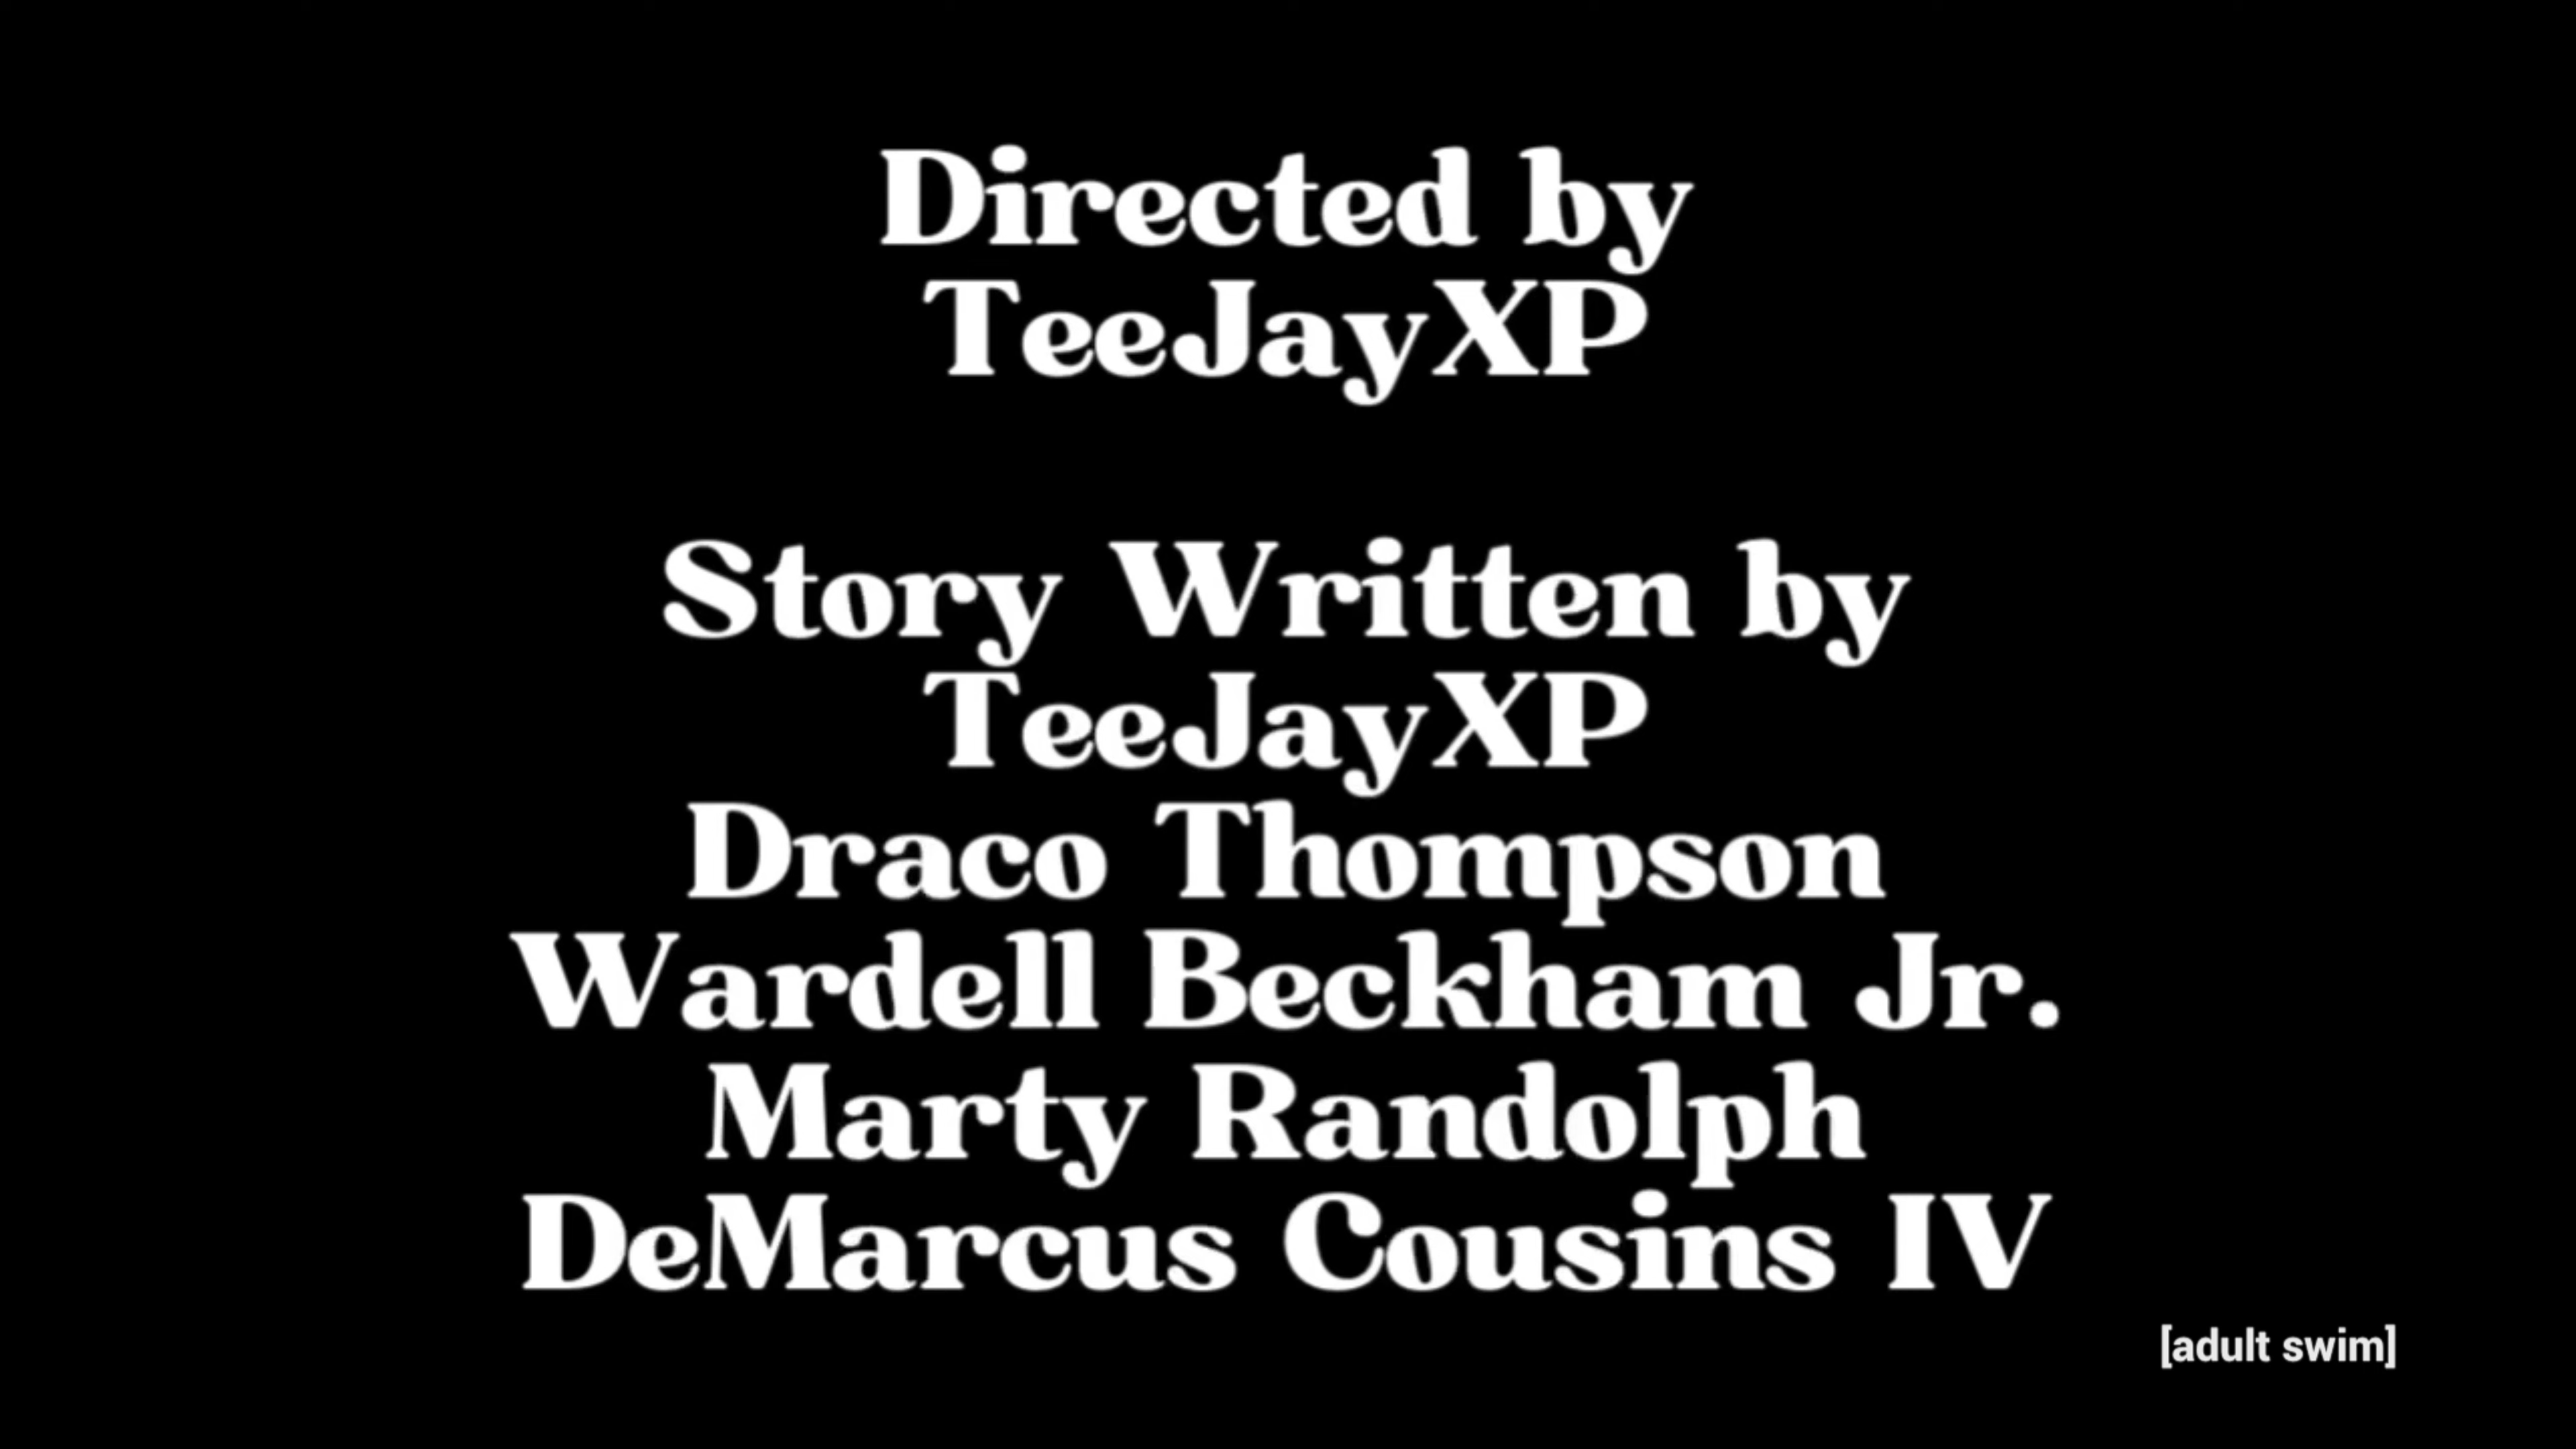 Directed by
TeeJayXP
Story Written by
TeeJayXP
Draco Thompson
Wardell Beckham Jr.
Marty Randolph
DeMarcus Cousins IV
[adult swim]